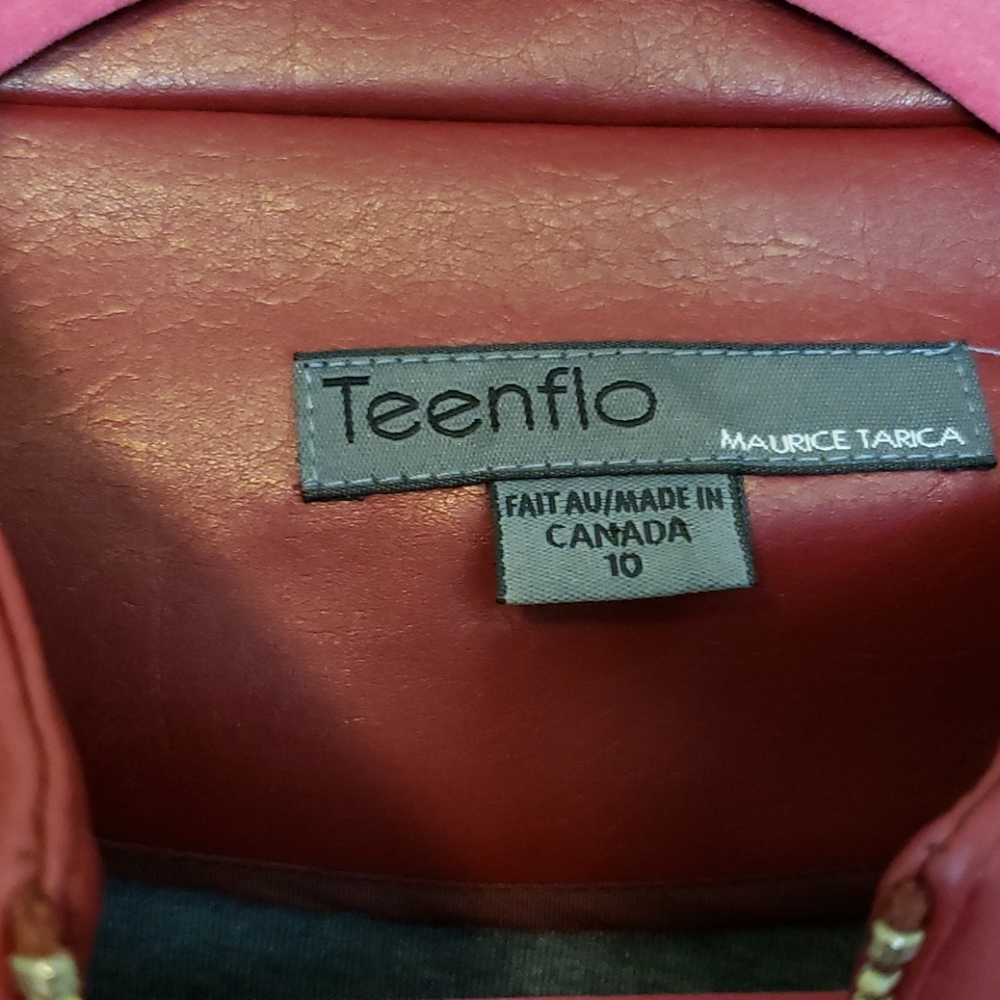 Teenflo
MAURICE TARICA
FAIT AU/MADE IN
CANADA
10